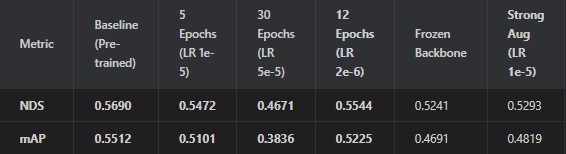 Metric Baseline (Pre-trained) 5 Epochs (LR 1e-5) 30 Epochs (LR 5e-5) 12 Epochs (LR 2e-6) Frozen Backbone Strong Aug (LR 1e-5)
NDS 0.5690 0.5472 0.4671 0.5544 0.5241 0.5293
mAP 0.5512 0.5101 0.3836 0.5225 0.4691 0.4819